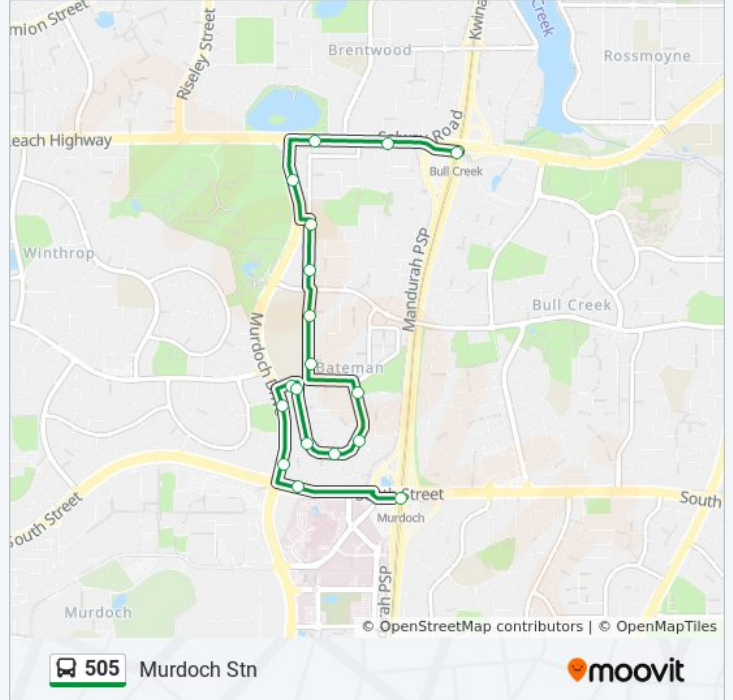 mion Street
Riseley Street
Brentwood
Kwina
Creek
Rossmoyne
Leach Highway
Road
Bull Creek
Winthrop
Mandurah PSP
Bull Creek
Murdoch
Bateman
Street
South
Murdoch
South Street
rah PSP
Murdoch
© OpenStreetMap contributors | © OpenMapTiles
505 Murdoch Stn
moovit